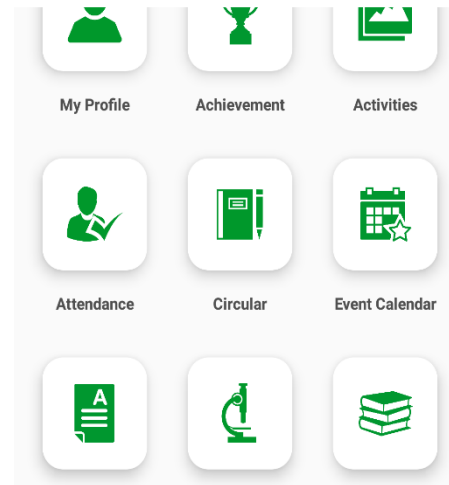 My Profile
Achievement
Activities
Attendance
Circular
Event Calendar
A